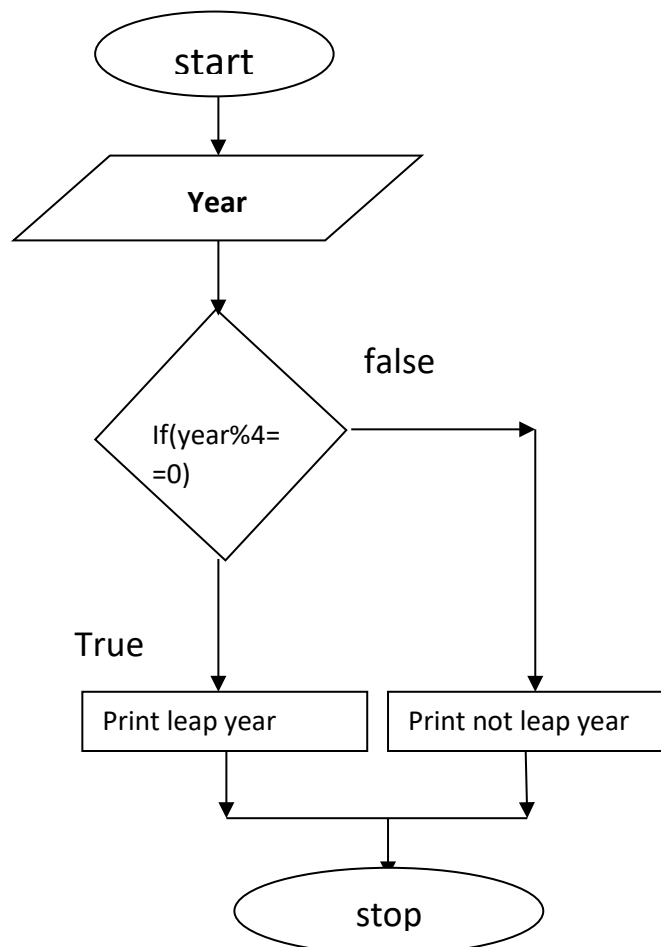 start
Year
false
If(year%4=
=0)
True
Print leap year
Print not leap year
stop